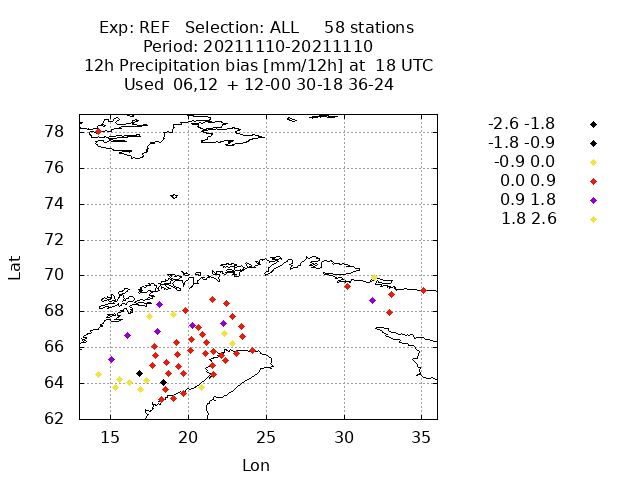 Exp: REF   Selection: ALL     58 stations
Period: 20211110-20211110
12h Precipitation bias [mm/12h] at  18 UTC
Used  06,12  + 12-00 30-18 36-24
-2.6 -1.8
-1.8 -0.9
-0.9 0.0
0.0 0.9
0.9 1.8
1.8 2.6
78
76
74
72
70
68
66
64
62
Lat
15 20 25 30 35
Lon